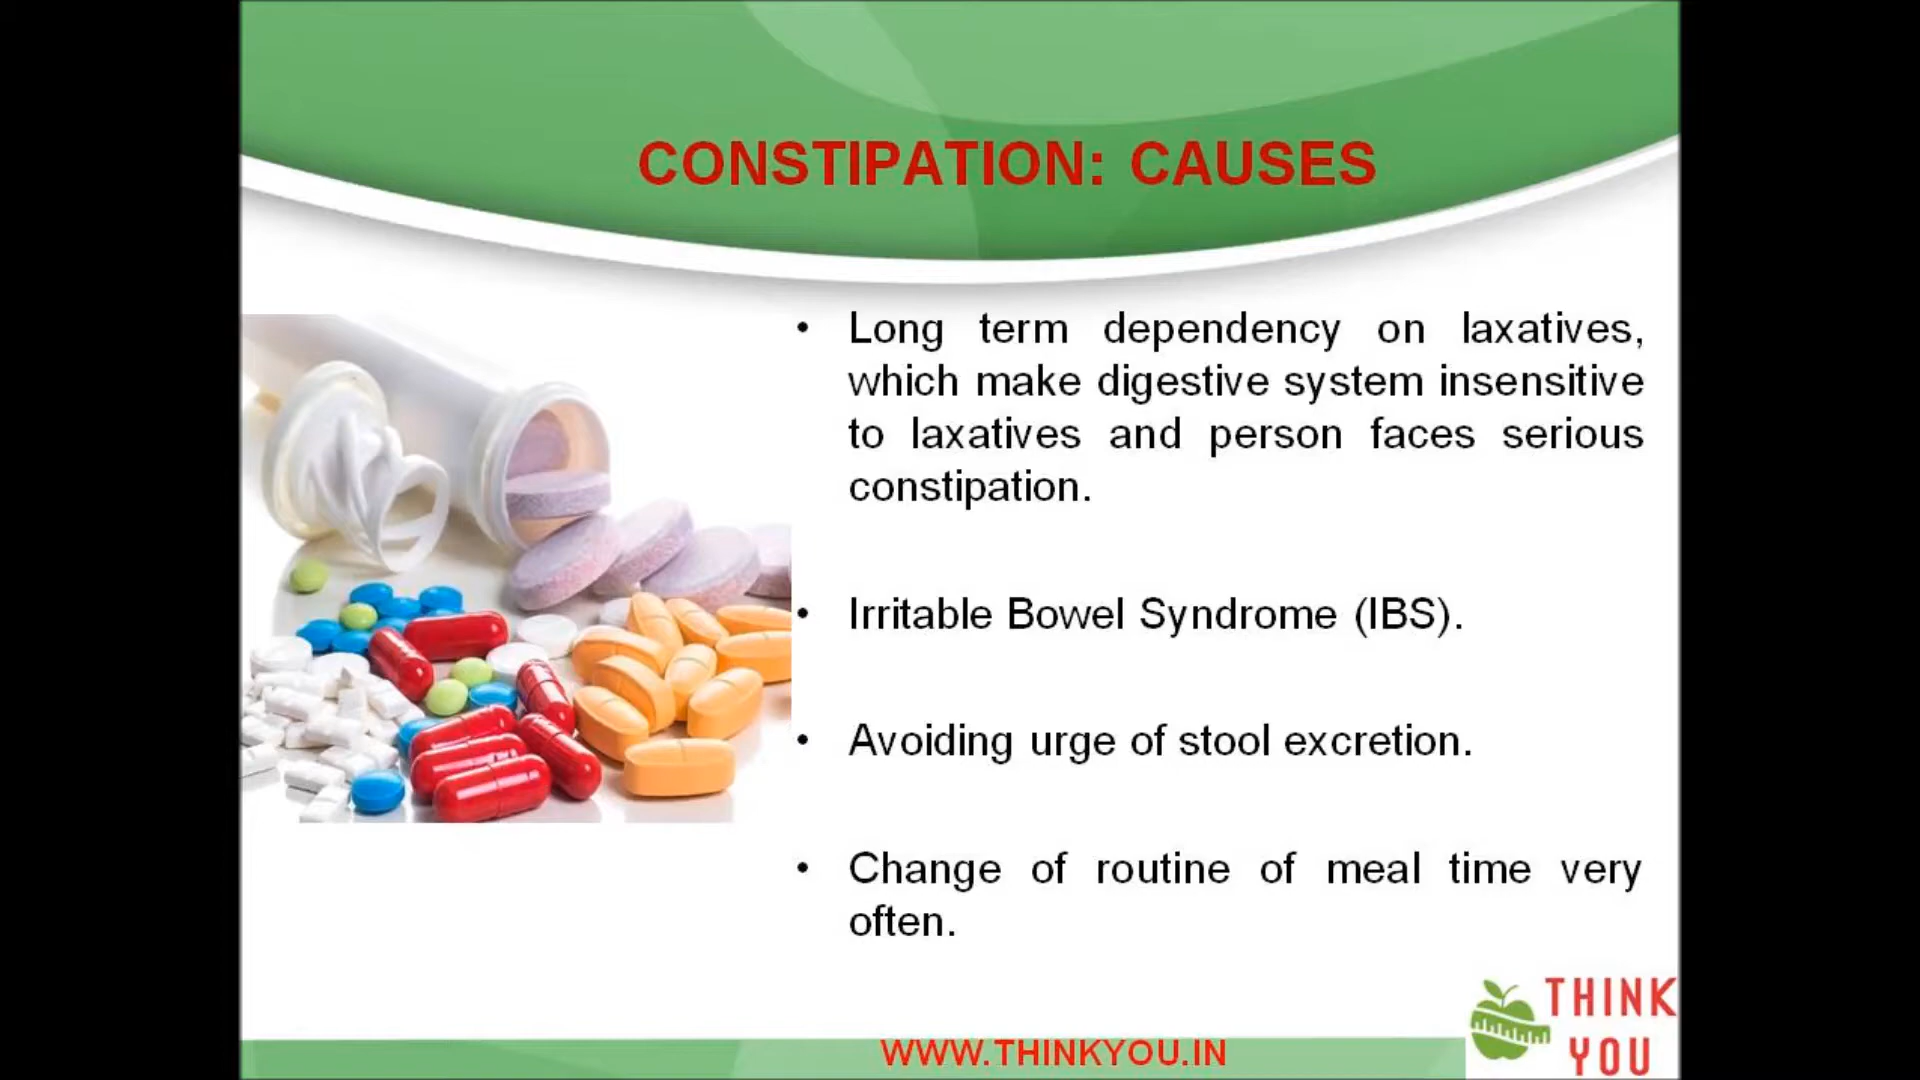 CONSTIPATION: CAUSES
• Long term dependency on laxatives,
which make digestive system insensitive
to laxatives and person faces serious
constipation.
• Irritable Bowel Syndrome (IBS).
• Avoiding urge of stool excretion.
• Change of routine of meal time very
often.
WWW.THINKYOU.IN
THINK
YOU